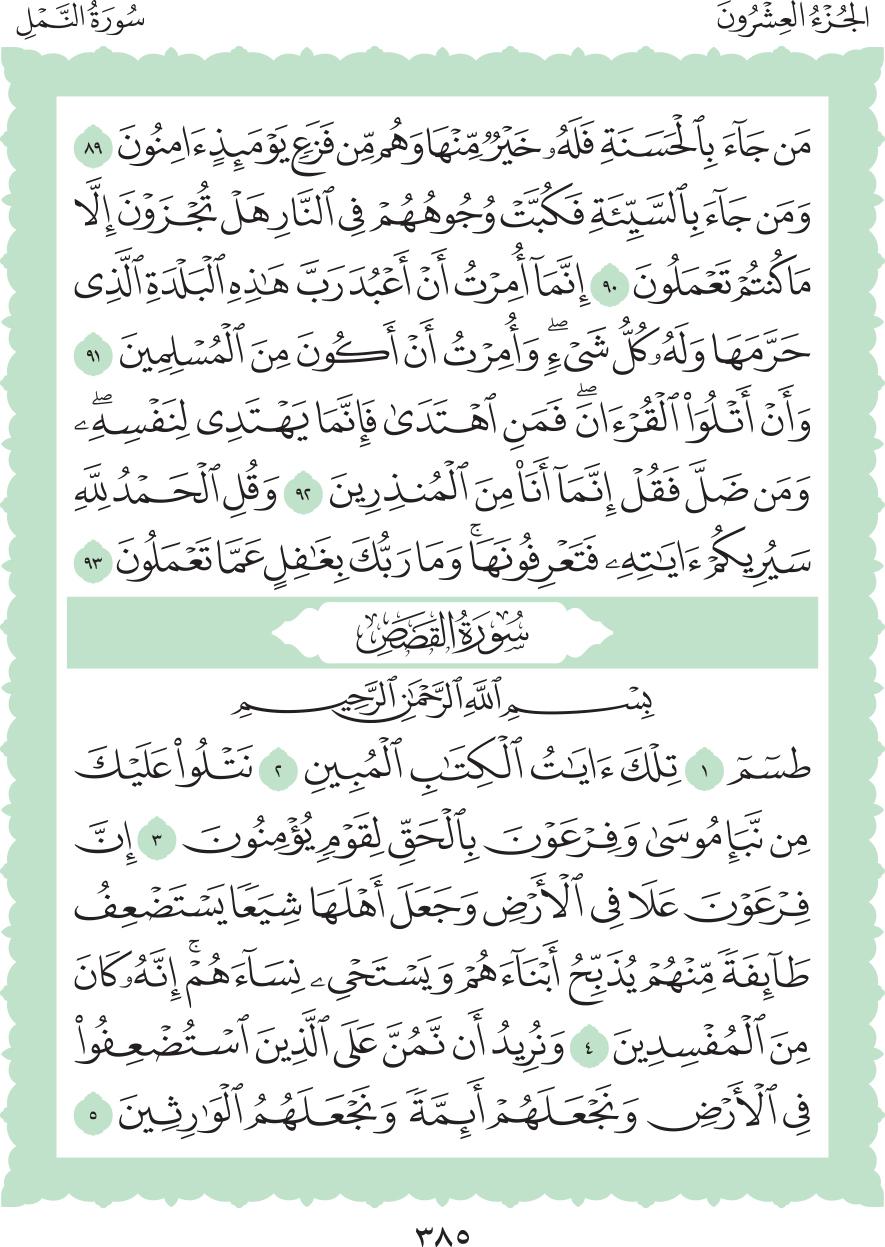 الجُزْءُ العِشْرُونَ
سُورَةُ النَّمْلِ
مَن جَآءَ بِٱلْحَسَنَةِ فَلَهُۥ خَيْرٌ مِّنْهَا وَهُم مِّن فَزَعٍ يَوْمَئِذٍ ءَامِنُونَ ٨٩
وَمَن جَآءَ بِٱلسَّيِّئَةِ فَكُبَّتْ وُجُوهُهُمْ فِى ٱلنَّارِ هَلْ تُجْزَوْنَ إِلَّا
مَا كُنتُمْ تَعْمَلُونَ ٩٠ إِنَّمَآ أُمِرْتُ أَنْ أَعْبُدَ رَبَّ هَٰذِهِ ٱلْبَلْدَةِ ٱلَّذِى
حَرَّمَهَا وَلَهُۥ كُلُّ شَىْءٍ ۖ وَأُمِرْتُ أَنْ أَكُونَ مِنَ ٱلْمُسْلِمِينَ ٩١
وَأَنْ أَتْلُوَا۟ ٱلْقُرْءَانَ ۖ فَمَنِ ٱهْتَدَىٰ فَإِنَّمَا يَهْتَدِى لِنَفْسِهِۦ ۖ
وَمَن ضَلَّ فَقُلْ إِنَّمَآ أَنَا۠ مِنَ ٱلْمُنذِرِينَ ٩٢ وَقُلِ ٱلْحَمْدُ لِلَّهِ
سَيُرِيكُمْ ءَايَٰتِهِۦ فَتَعْرِفُونَهَا ۚ وَمَا رَبُّكَ بِغَٰفِلٍ عَمَّا تَعْمَلُونَ ٩٣
سُورَةُ القَصَصِ
بِسْمِ ٱللَّهِ ٱلرَّحْمَٰنِ ٱلرَّحِيمِ
طسٓمٓ ١ تِلْكَ ءَايَٰتُ ٱلْكِتَٰبِ ٱلْمُبِينِ ٢ نَتْلُوا۟ عَلَيْكَ
مِن نَّبَإِ مُوسَىٰ وَفِرْعَوْنَ بِٱلْحَقِّ لِقَوْمٍ يُؤْمِنُونَ ٣ إِنَّ
فِرْعَوْنَ عَلَا فِى ٱلْأَرْضِ وَجَعَلَ أَهْلَهَا شِيَعًا يَسْتَضْعِفُ
طَآئِفَةً مِّنْهُمْ يُذَبِّحُ أَبْنَآءَهُمْ وَيَسْتَحْىِۦ نِسَآءَهُمْ ۚ إِنَّهُۥ كَانَ
مِنَ ٱلْمُفْسِدِينَ ٤ وَنُرِيدُ أَن نَّمُنَّ عَلَى ٱلَّذِينَ ٱسْتُضْعِفُوا۟
فِى ٱلْأَرْضِ وَنَجْعَلَهُمْ أَئِمَّةً وَنَجْعَلَهُمُ ٱلْوَٰرِثِينَ ٥
٣٨٥